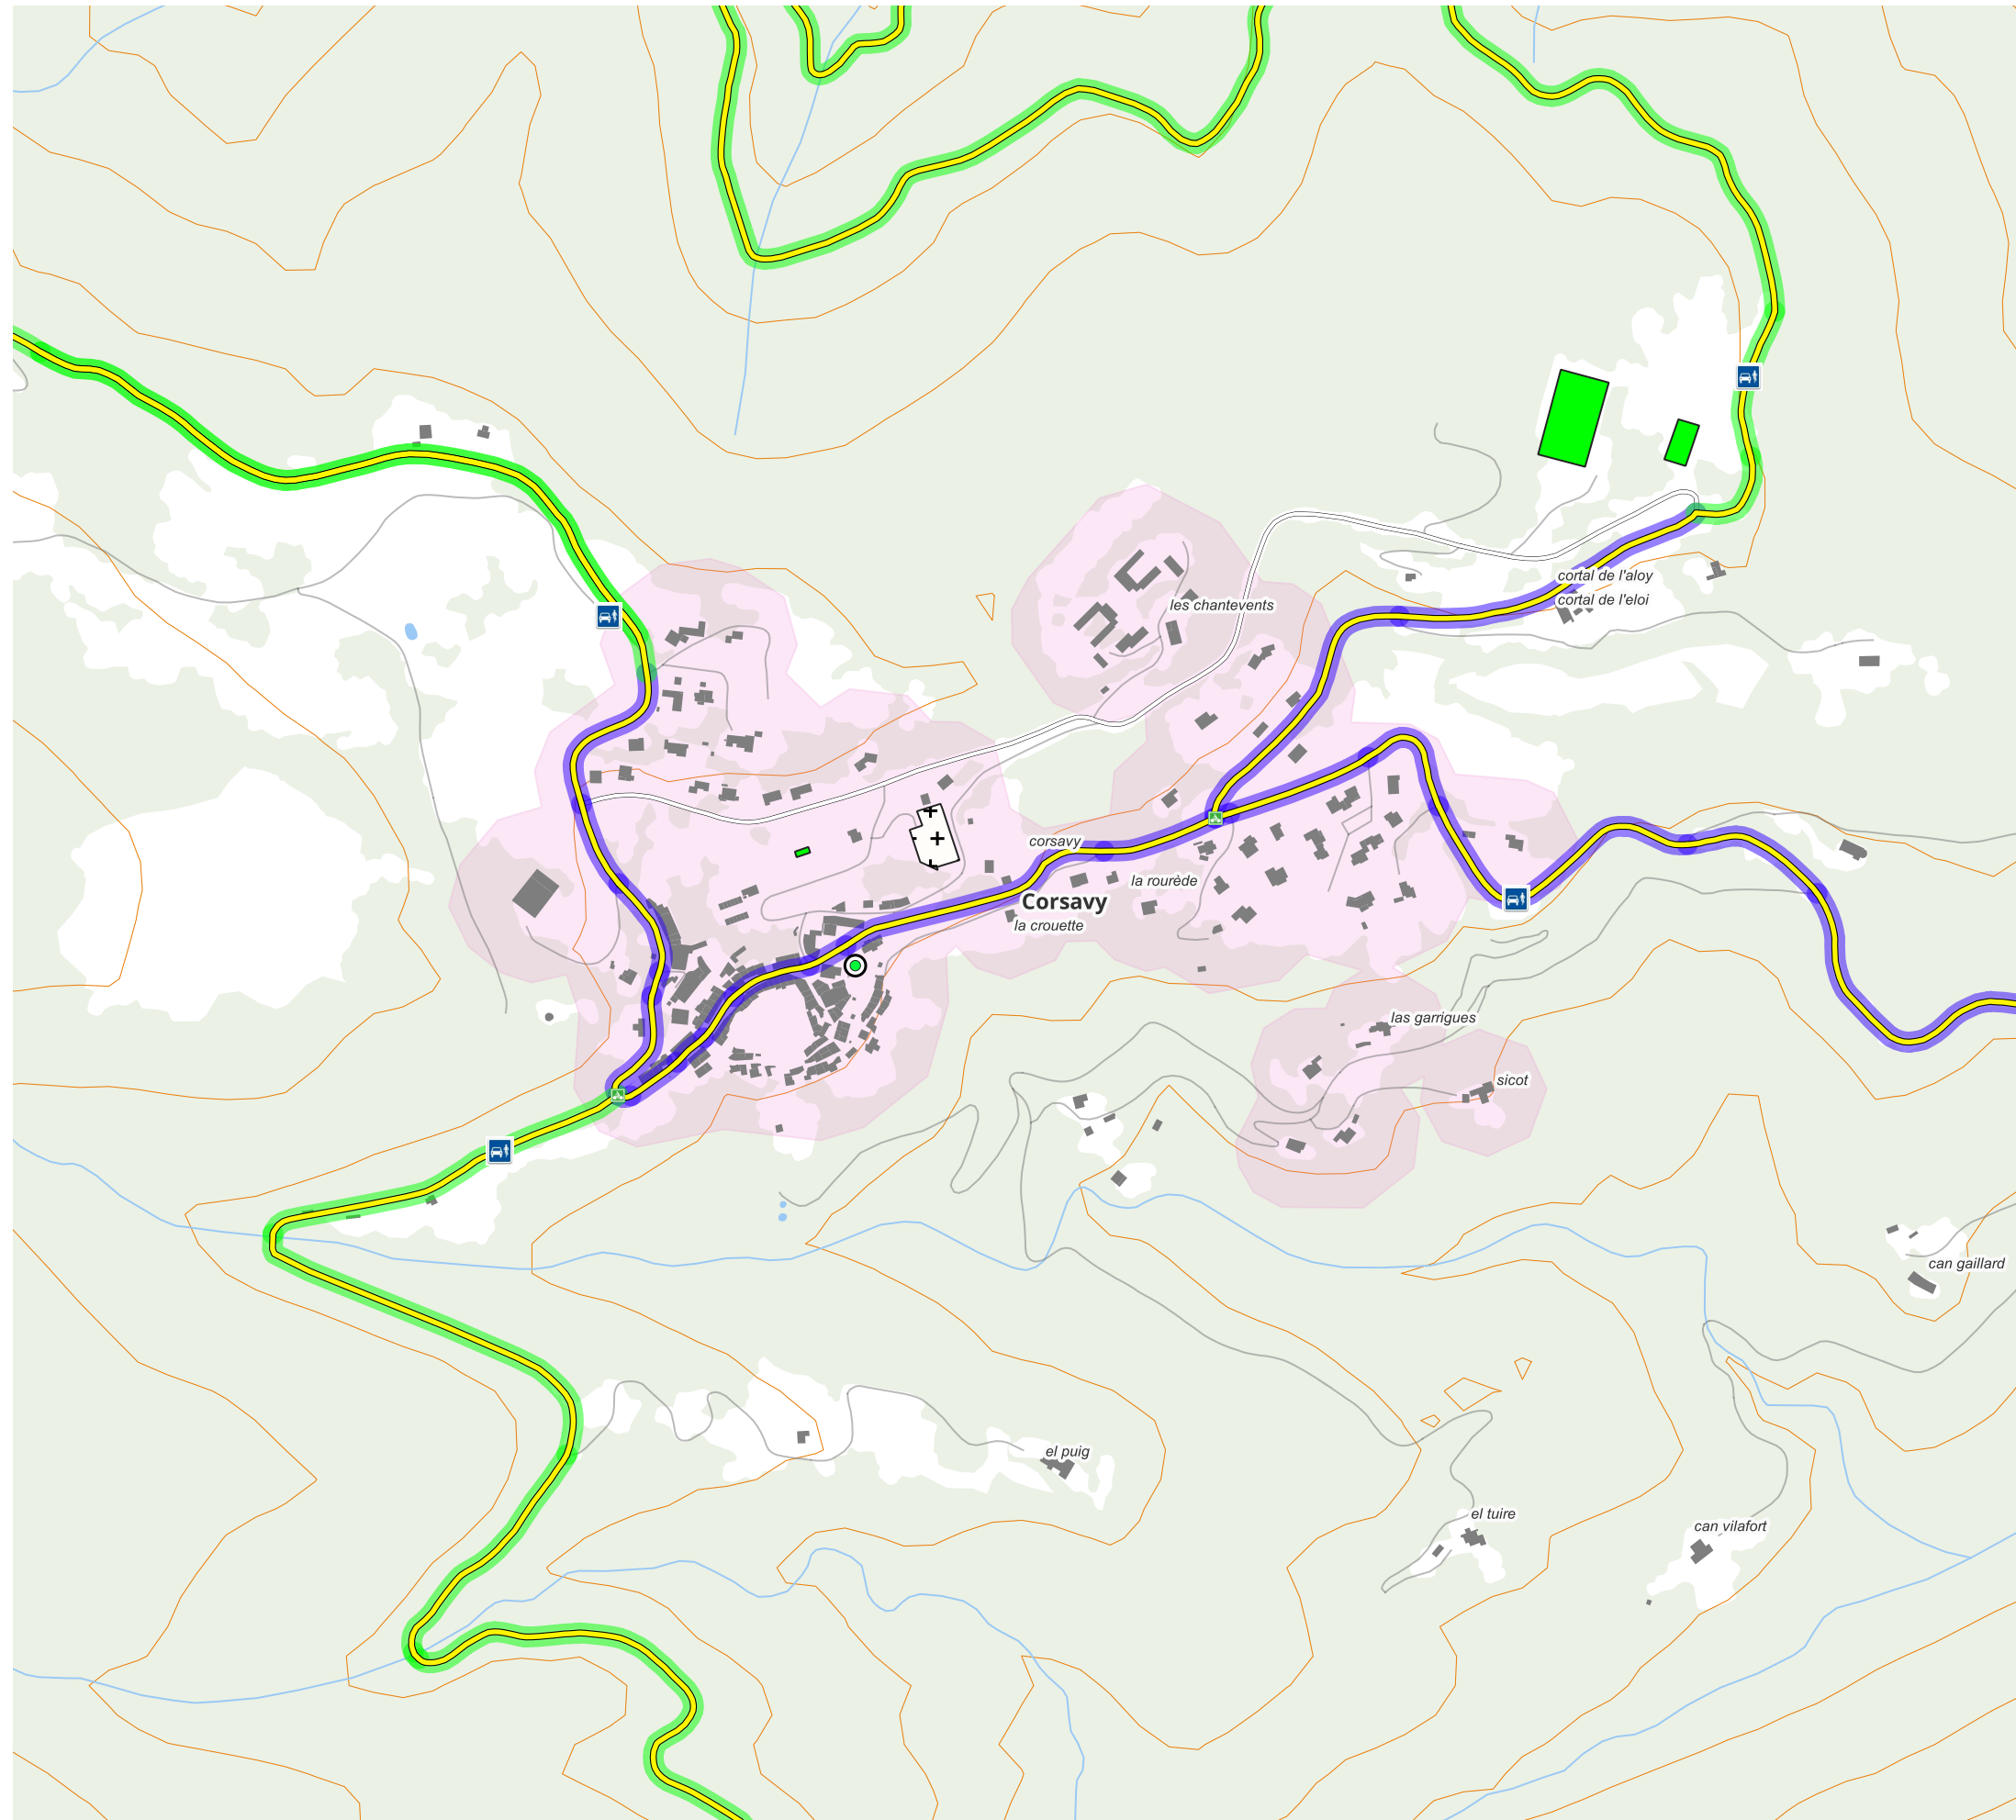 cortal de l'aloy
cortal de l'eloi
les chantevents
corsavy
la rourède
Corsavy
la crouette
las garrigues
sicot
can gaillard
el puig
el tuire
can vilafort